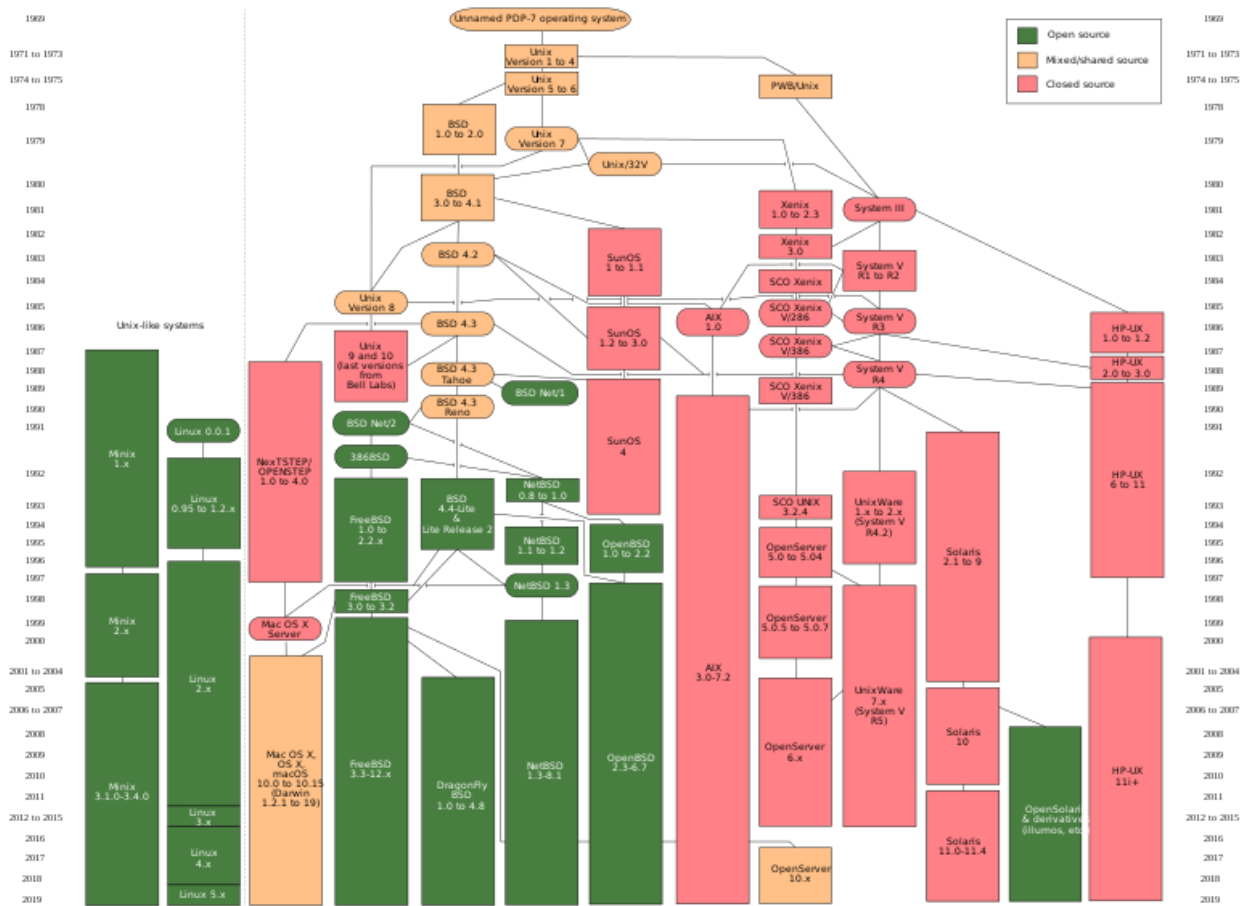 1969
1971 to 1973
1974 to 1975
1978
1979
1980
1981
1982
1983
1984
1985
1986
1987
1988
1989
1990
1991
1992
1993
1994
1995
1996
1997
1998
1999
2000
2001 to 2004
2005
2006 to 2007
2008
2009
2010
2011
2012 to 2015
2016
2017
2018
2019
Unix-like systems
Minix
1.x
Minix
2.x
Minix
3.1.0-3.4.0
Linux 0.0.1
Linux
0.95 to 1.2.x
Linux
2.x
Linux
3.x
Linux
4.x
Linux 5.x
NeXTSTEP/
OPENSTEP
1.0 to 4.0
Mac OS X
Server
Mac OS X,
OS X,
macOS
10.0 to 10.15
(Darwin
1.2.1 to 19)
Unix
Version 8
Unix
9 and 10
(last versions
from
Bell Labs)
BSD Net/2
386BSD
FreeBSD
1.0 to
2.2.x
FreeBSD
3.0 to 3.2
FreeBSD
3.3-12.x
Unnamed PDP-7 operating system
Unix
Version 1 to 4
Unix
Version 5 to 6
BSD
1.0 to 2.0
Unix
Version 7
Unix/32V
BSD
3.0 to 4.1
BSD 4.2
BSD 4.3
BSD 4.3
Tahoe
BSD 4.3
Reno
BSD
4.4-Lite
&
Lite Release 2
DragonFly
BSD
1.0 to 4.8
BSD Net/1
NetBSD
0.8 to 1.0
NetBSD
1.1 to 1.2
NetBSD 1.3
NetBSD
1.3-8.1
SunOS
1 to 1.1
SunOS
1.2 to 3.0
SunOS
4
OpenBSD
1.0 to 2.2
OpenBSD
2.3-6.7
AIX
1.0
AIX
3.0-7.2
PWB/Unix
Xenix
1.0 to 2.3
Xenix
3.0
SCO Xenix
SCO Xenix
V/286
SCO Xenix
V/386
SCO Xenix
V/386
SCO UNIX
3.2.4
OpenServer
5.0 to 5.04
OpenServer
5.0.5 to 5.0.7
OpenServer
6.x
OpenServer
10.x
System III
System V
R1 to R2
System V
R3
System V
R4
UnixWare
1.x to 2.x
(System V
R4.2)
UnixWare
7.x
(System V
R5)
Solaris
2.1 to 9
Solaris
10
Solaris
11.0-11.4
OpenSolaris
& derivatives
(illumos, etc
HP-UX
1.0 to 1.2
HP-UX
2.0 to 3.0
HP-UX
6 to 11
HP-UX
11i+
Open source
Mixed/shared source
Closed source
1969
1971 to 1973
1974 to 1975
1978
1979
1980
1981
1982
1983
1984
1985
1986
1987
1988
1989
1990
1991
1992
1993
1994
1995
1996
1997
1998
1999
2000
2001 to 2004
2005
2006 to 2007
2008
2009
2010
2011
2012 to 2015
2016
2017
2018
2019